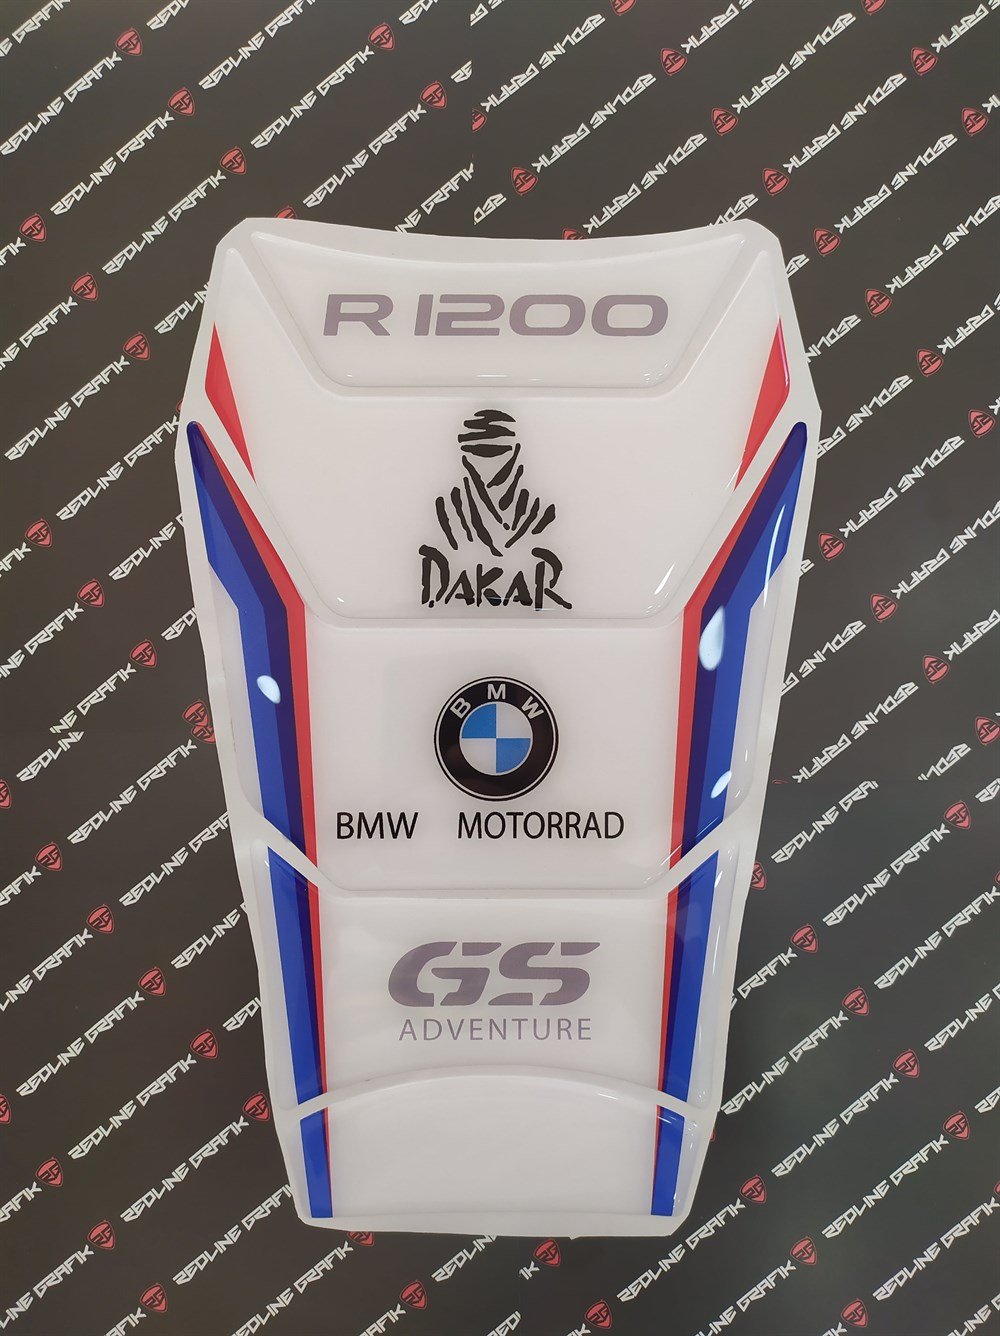 R 1200
DAKAR
BMW
BMW MOTORRAD
GS
ADVENTURE
REDLINE GRAFIK